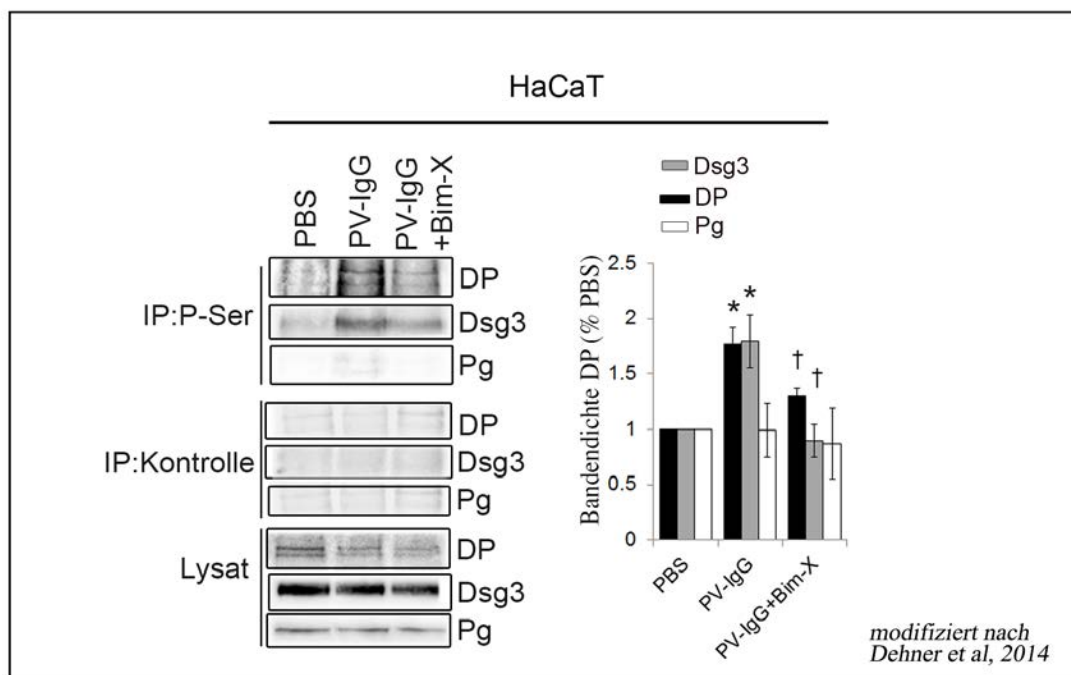 HaCaT
PBS
PV-IgG
PV-IgG
+Bim-X
IP:P-Ser
DP
Dsg3
Pg
IP:Kontrolle
DP
Dsg3
Pg
Lysat
DP
Dsg3
Pg
Dsg3
DP
Pg
Bandendichte DP (% PBS)
2.5
2
1.5
1
0.5
0
* *
† †
PBS
PV-IgG
PV-IgG+Bim-X
modifiziert nach
Dehner et al, 2014